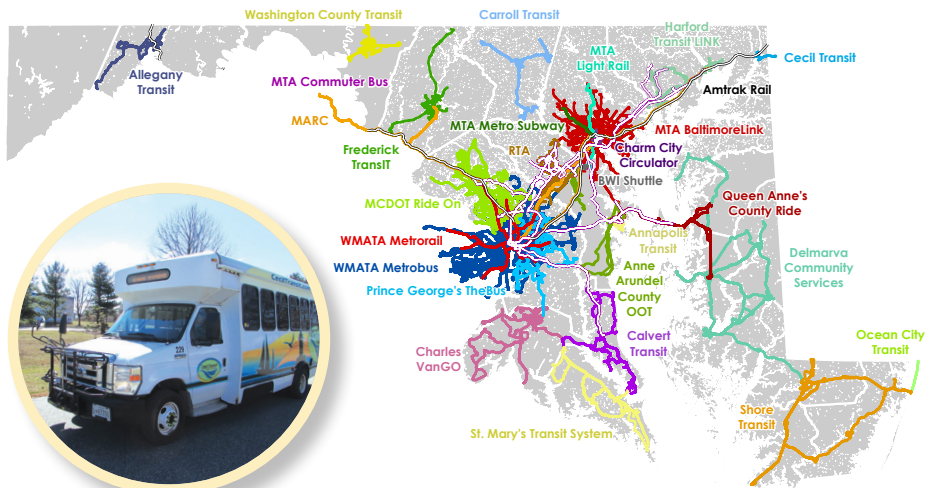 Washington County Transit
Carroll Transit
Harford
Transit LINK
MTA
Light Rail
Cecil Transit
Allegany
Transit
MTA Commuter Bus
Amtrak Rail
MARC
MTA Metro Subway
MTA BaltimoreLink
Frederick
TransIT
RTA
Charm City
Circulator
BWI Shuttle
MCDOT Ride On
Queen Anne's
County Ride
WMATA Metrorail
Annapolis
Transit
WMATA Metrobus
Anne
Arundel
County
OOT
Delmarva
Community
Services
Prince George's TheBus
Charles
VanGO
Calvert
Transit
Ocean City
Transit
Shore
Transit
St. Mary's Transit System